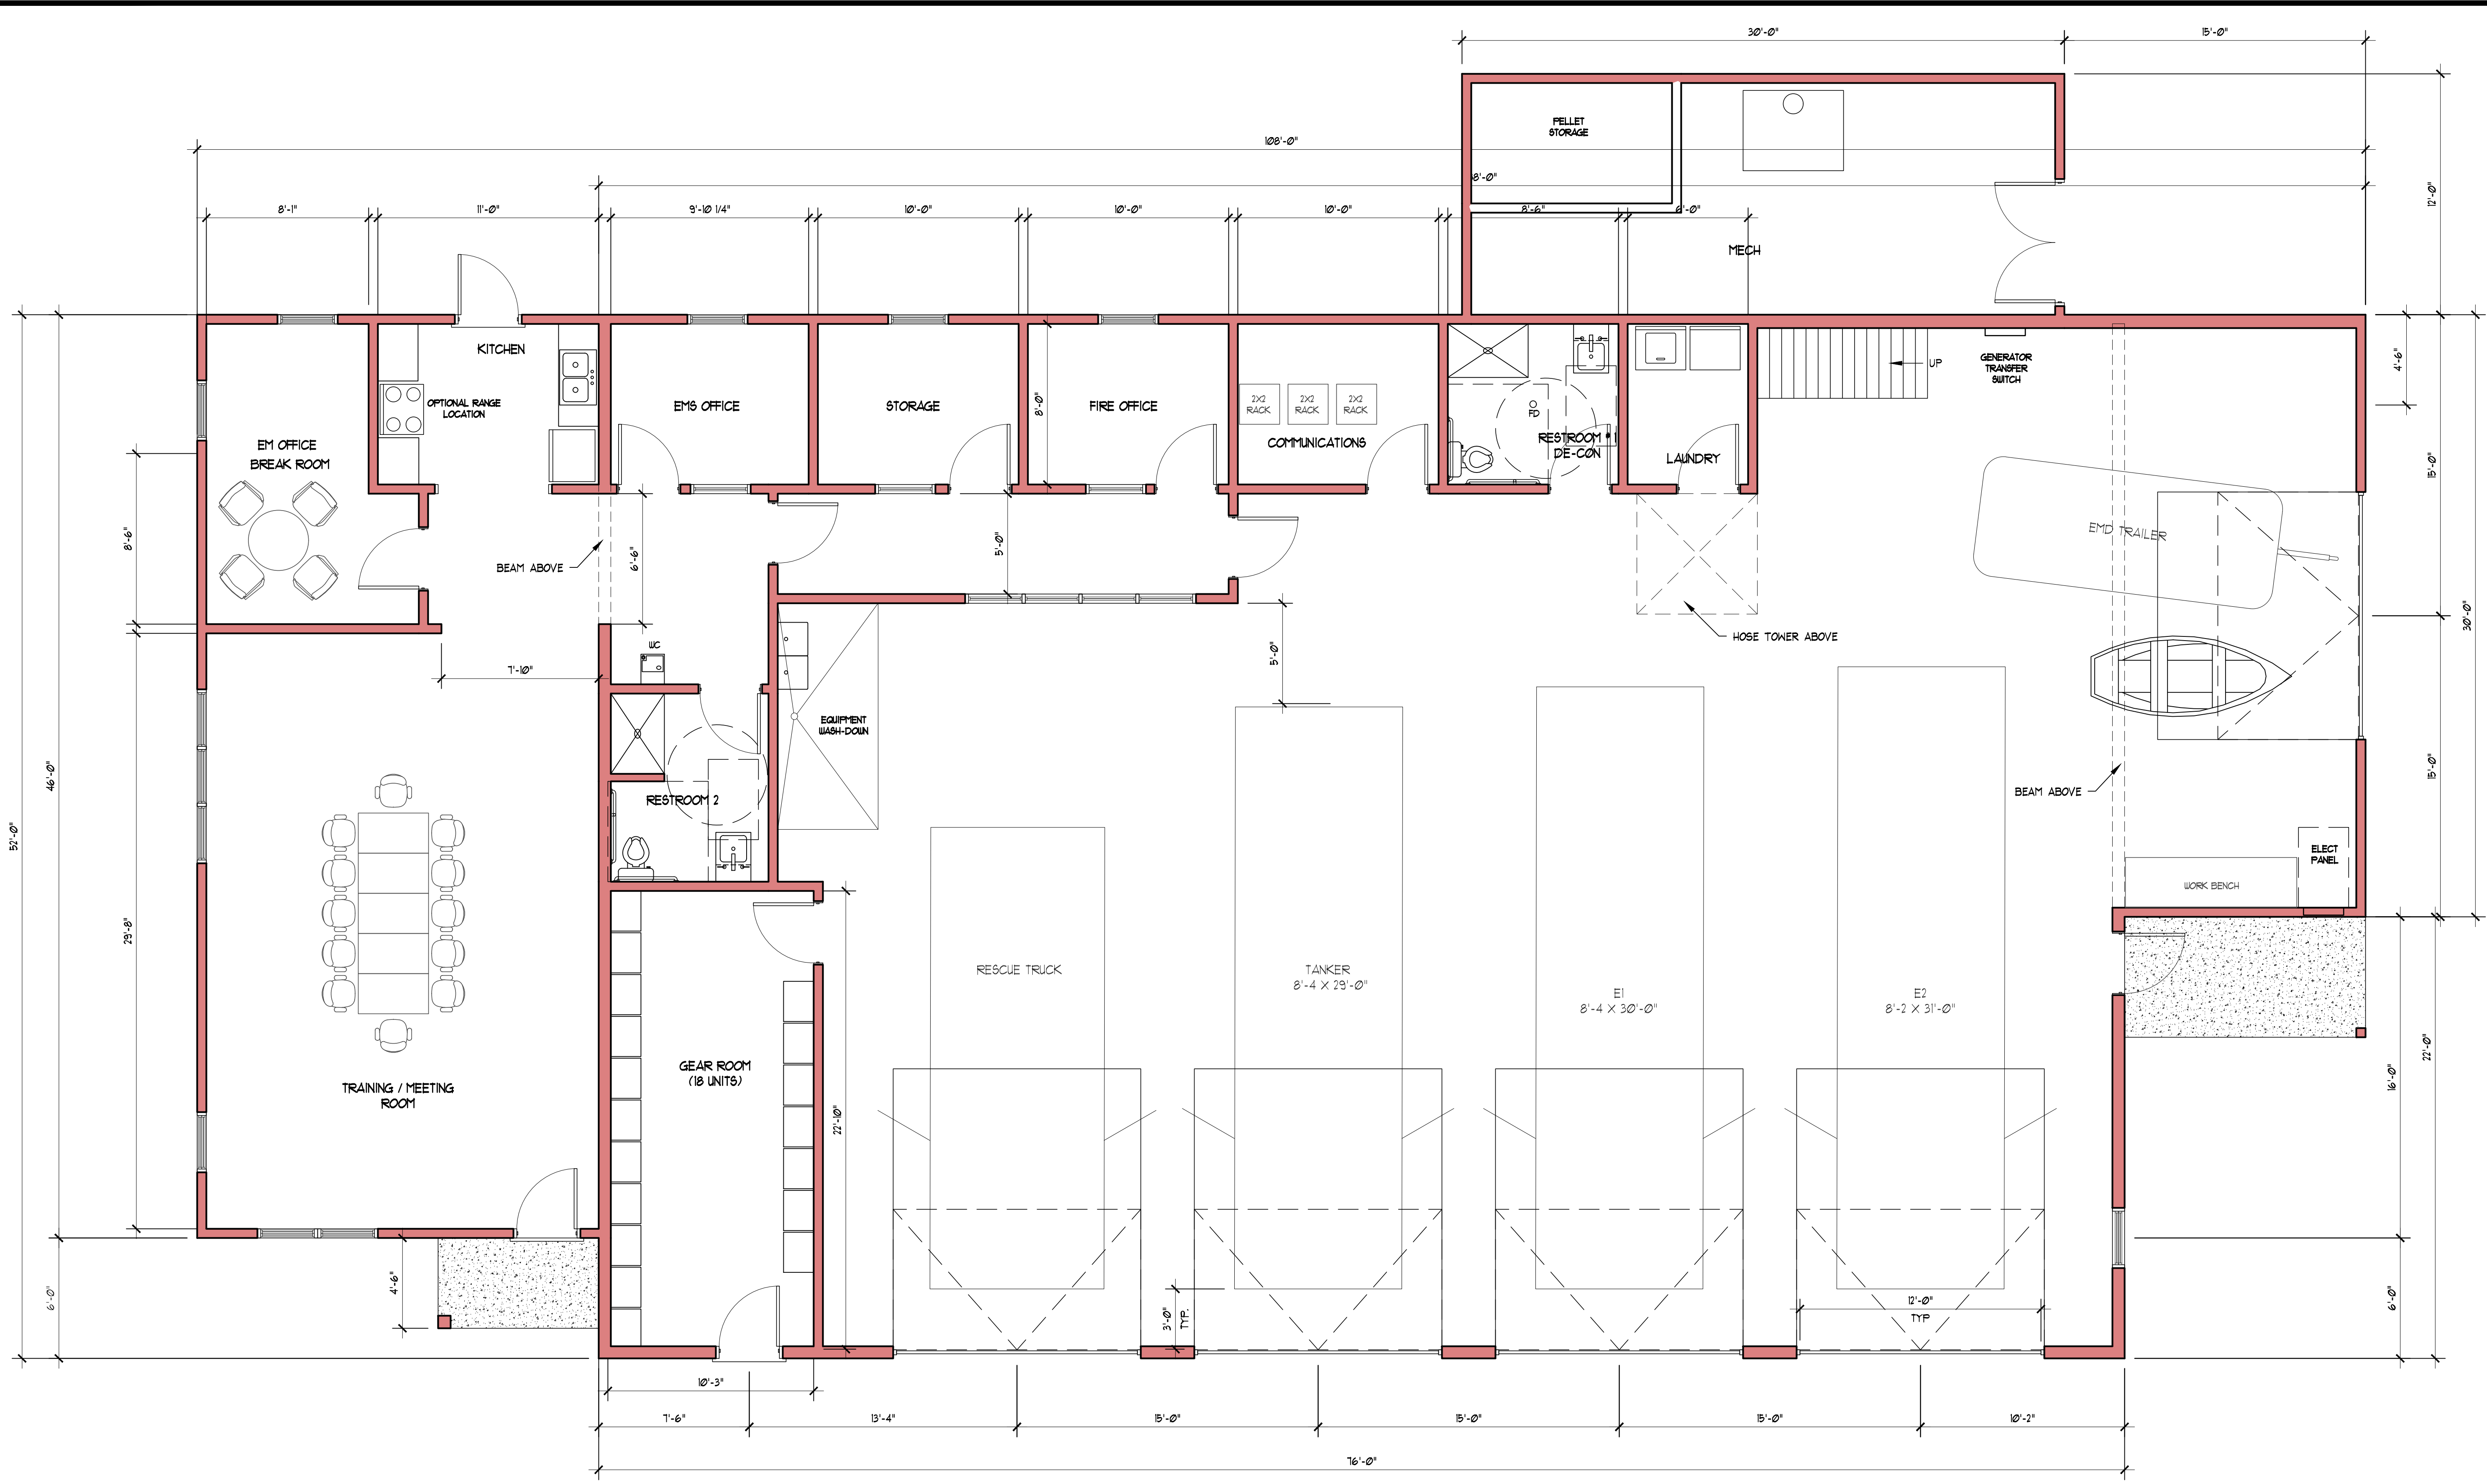 30'-0"
15'-0"
PELLET
STORAGE
108'-0"
8'-0"
12'-0"
8'-1"
11'-0"
9'-10 1/4"
10'-0"
10'-0"
10'-0"
8'-6"
6'-0"
MECH
KITCHEN
OPTIONAL RANGE
LOCATION
EM OFFICE
BREAK ROOM
EMS OFFICE
STORAGE
8'-0"
FIRE OFFICE
2X2
RACK
2X2
RACK
2X2
RACK
COMMUNICATIONS
FD
RESTROOM # 1
DE-CON
LAUNDRY
UP
GENERATOR
TRANSFER
SWITCH
4'-6"
15'-0"
30'-0"
EMD TRAILER
8'-6"
BEAM ABOVE
6'-6"
5'-0"
HOSE TOWER ABOVE
WC
7'-10"
5'-0"
EQUIPMENT
WASH-DOWN
52'-0"
46'-0"
15'-0"
BEAM ABOVE
RESTROOM 2
ELECT
PANEL
WORK BENCH
29'-8"
RESCUE TRUCK
TANKER
8'-4 X 29'-0"
E1
8'-4 X 30'-0"
E2
8'-2 X 31'-0"
GEAR ROOM
(18 UNITS)
TRAINING / MEETING
ROOM
22'-10"
16'-0"
22'-0"
6'-0"
4'-6"
3'-0"
TYP.
12'-0"
TYP
6'-0"
10'-3"
7'-6"
13'-4"
15'-0"
15'-0"
15'-0"
10'-2"
76'-0"